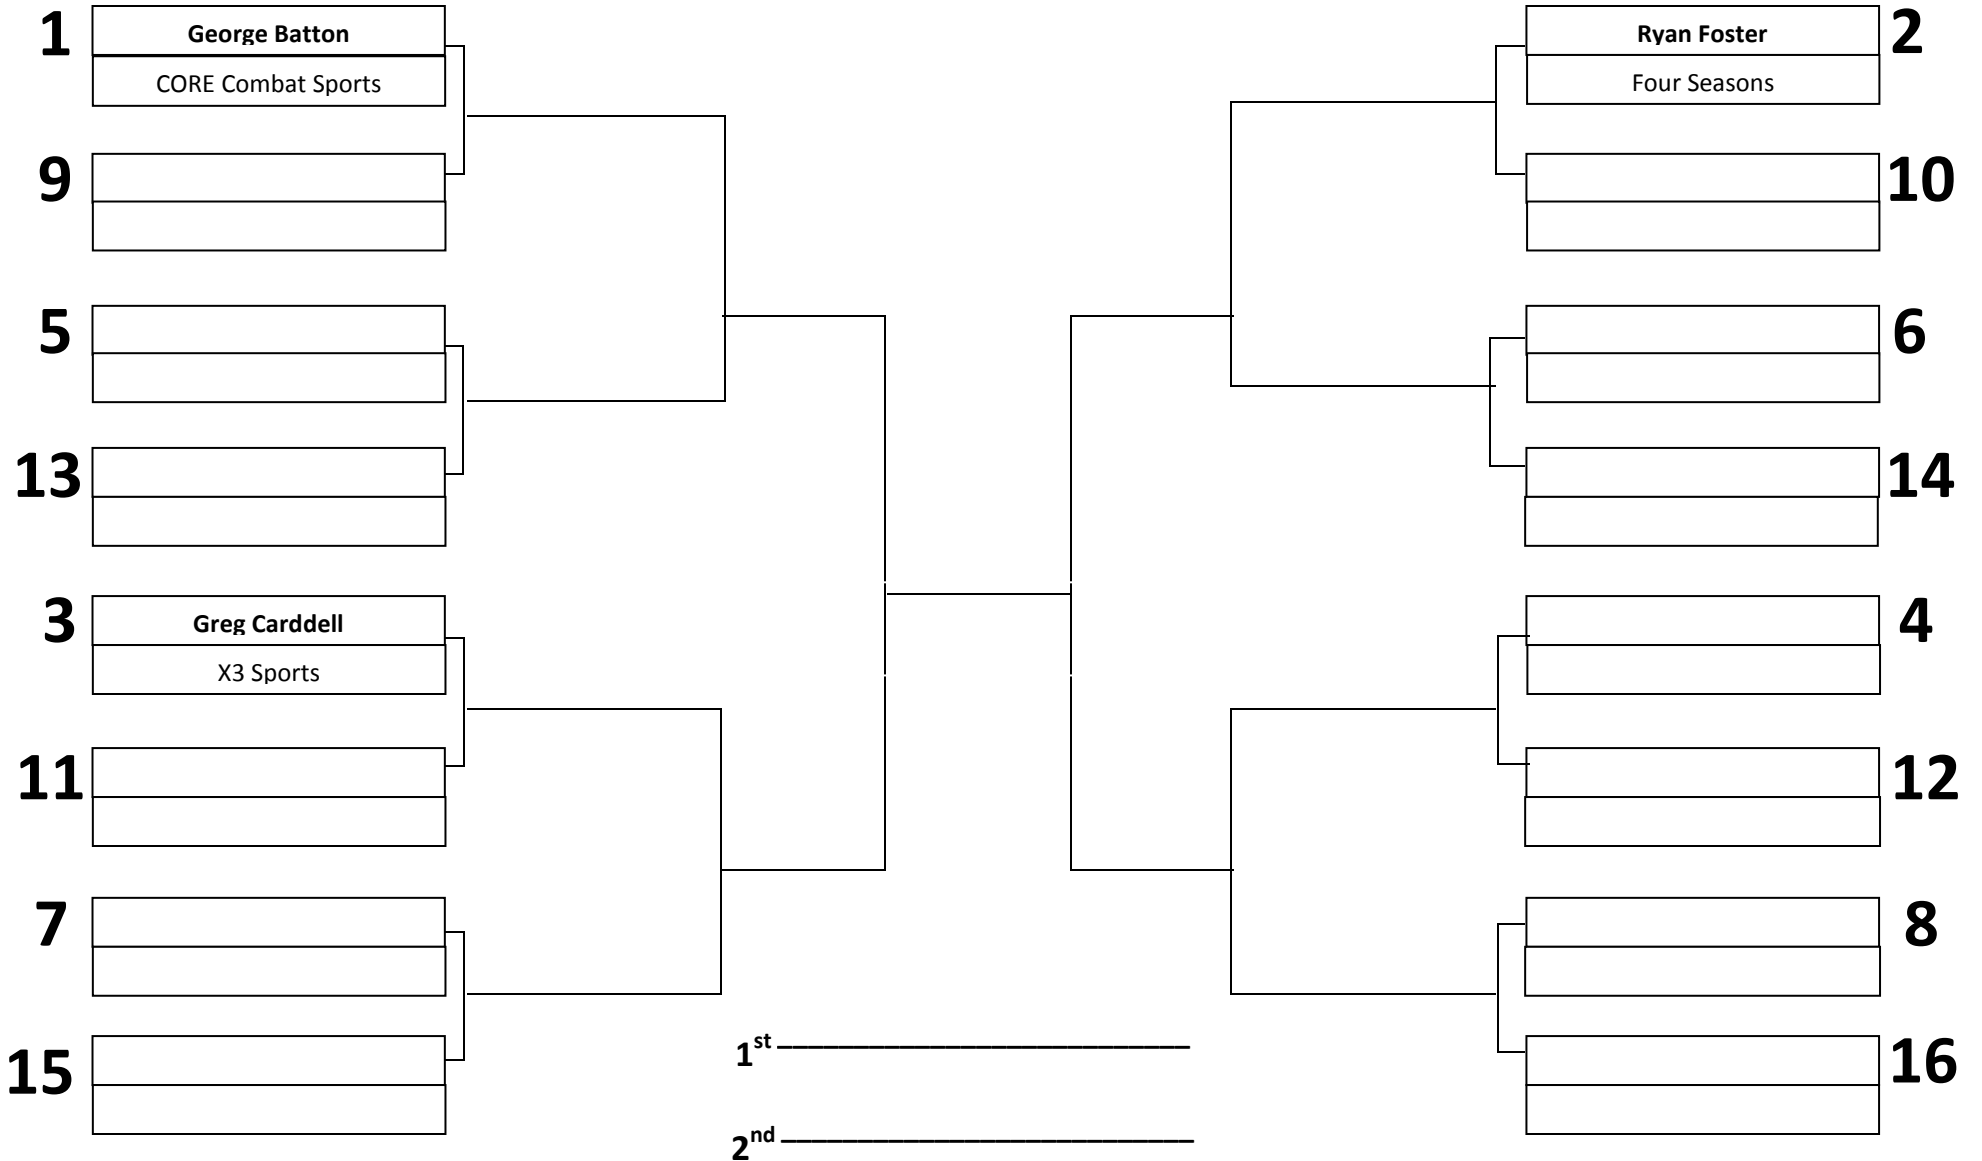 1
George Batton
CORE Combat Sports
9
5
13
3
Greg Carddell
X3 Sports
11
7
15
2
Ryan Foster
Four Seasons
10
6
14
4
12
8
16
1st
2nd